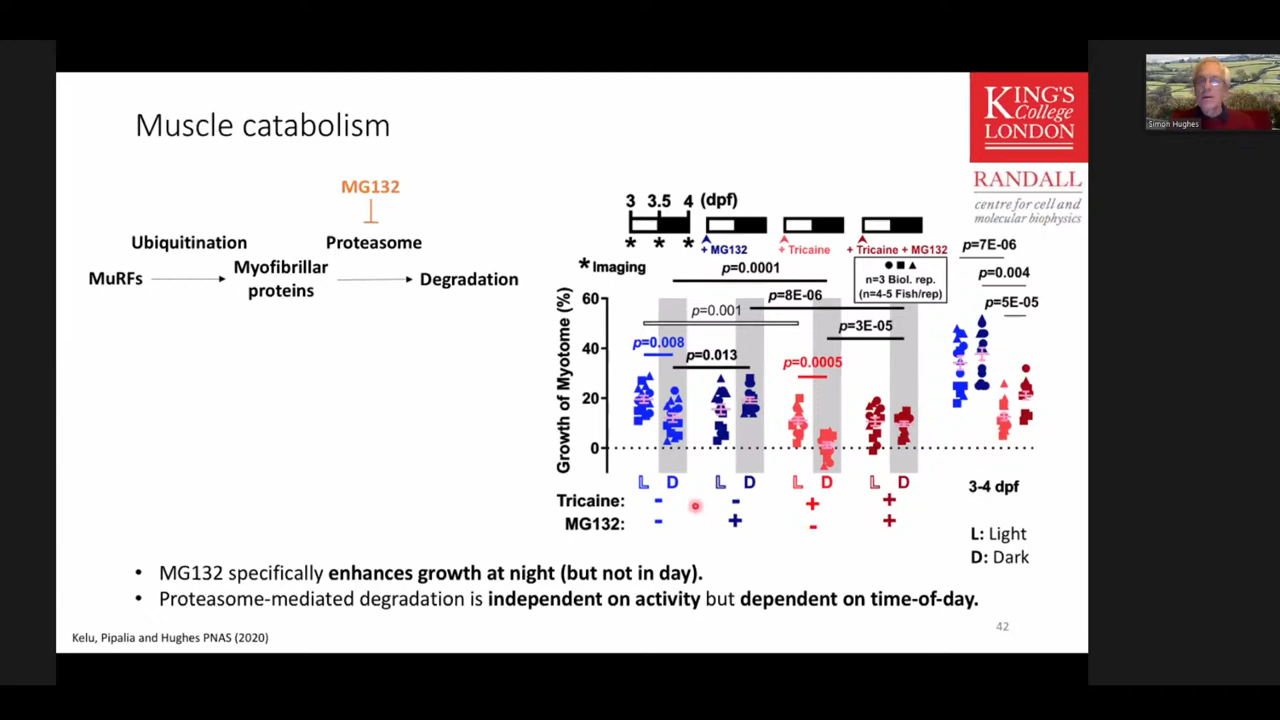 Muscle catabolism
KING'S
College
LONDON
RANDALL
centre for cell and
molecular biophysics
Simon Hughes
MG132
Ubiquitination
Proteasome
MuRFs
Myofibrillar
proteins
Degradation
3 3.5 4 (dpf)
* * *
+ MG132
+ Tricaine
+ Tricaine + MG132
*Imaging
n=3 Biol. rep.
(n=4-5 Fish/rep)
p=0.0001
p=8E-06
p=0.001
p=3E-05
p=0.008
p=0.013
p=0.0005
p=7E-06
p=0.004
p=5E-05
Growth of Myotome (%)
60
40
20
0
L D L D L D L D
Tricaine: - - + +
MG132: - + - +
3-4 dpf
L: Light
D: Dark
• MG132 specifically enhances growth at night (but not in day).
• Proteasome-mediated degradation is independent on activity but dependent on time-of-day.
42
Kelu, Pipalia and Hughes PNAS (2020)